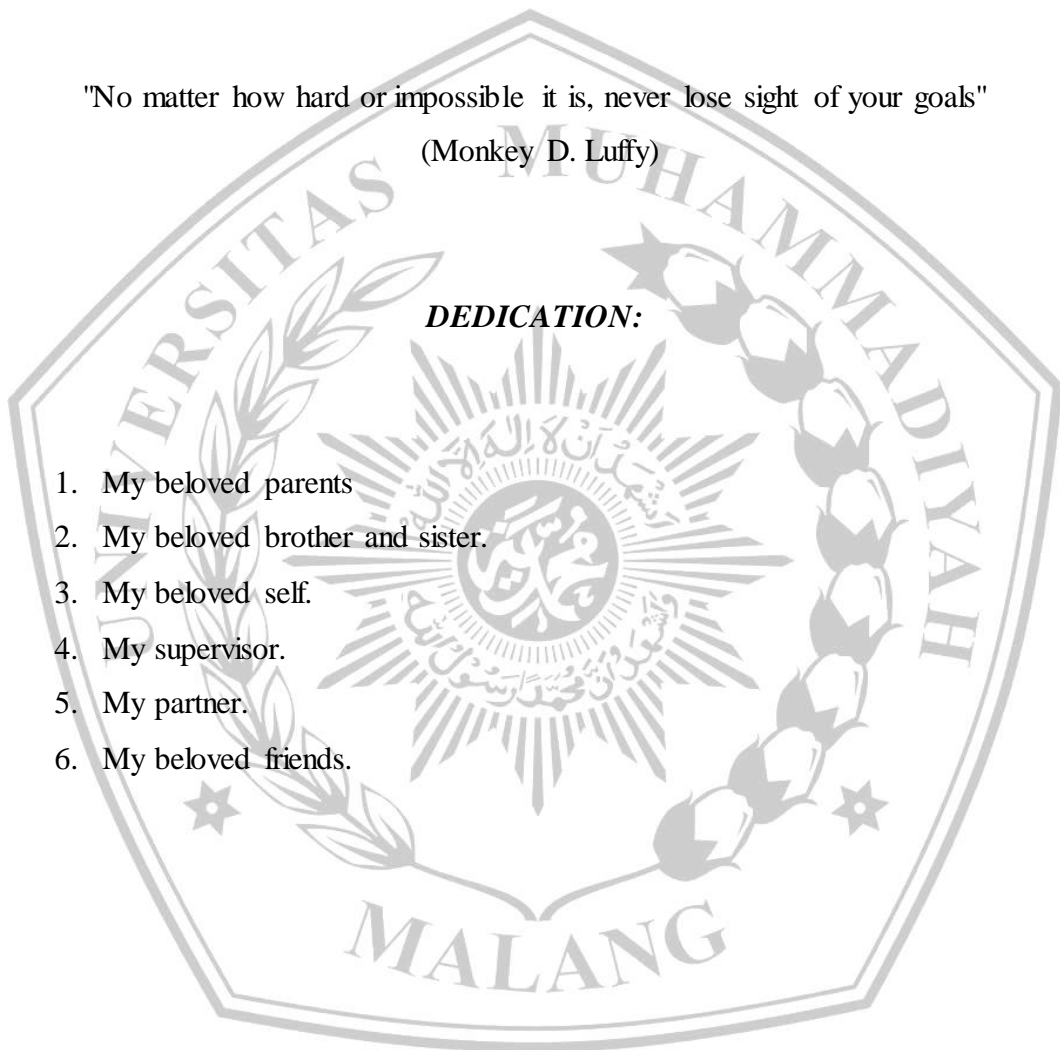 "No matter how hard or impossible it is, never lose sight of your goals"
(Monkey D. Luffy)
UNIVERSITAS MUHAMMADIYAH
DEDICATION:
1. My beloved parents
2. My beloved brother and sister.
3. My beloved self.
4. My supervisor.
5. My partner.
6. My beloved friends.
MALANG